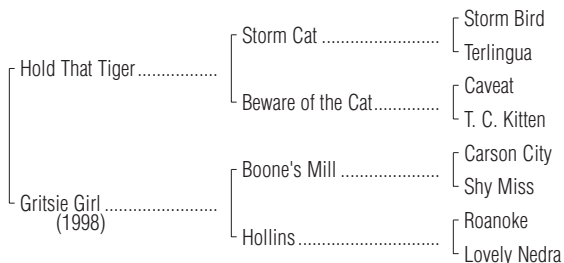 Storm Bird
Storm Cat ........................
Terlingua
Hold That Tiger................
Caveat
Beware of the Cat.............
T. C. Kitten
Carson City
Boone's Mill ....................
Shy Miss
Gritsie Girl ......................
(1998)
Roanoke
Hollins............................
Lovely Nedra